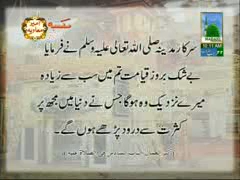 سرکارِ مدینہ صلی اللہ تعالیٰ علیہ وسلم نے فرمایا
بے شک بروزِ قیامت تم میں سب سے زیادہ
میرے نزدیک وہ ہوگا جس نے دنیا میں مجھ پر
کثرت سے درود پڑھے ہوں گے۔